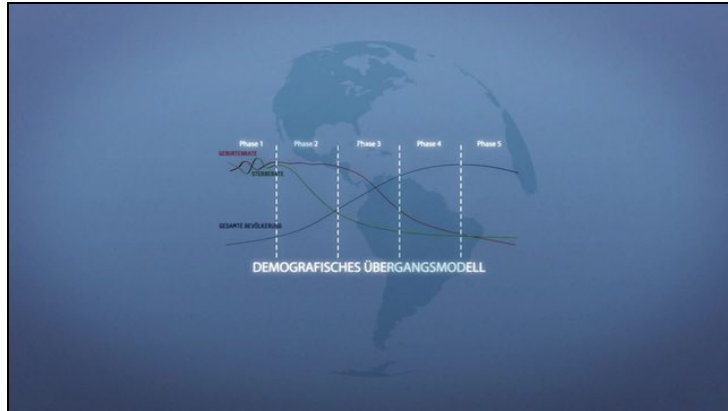 Phase 1 Phase 2 Phase 3 Phase 4 Phase 5
GEBURTENRATE
STERBERATE
GESAMTE BEVÖLKERUNG
DEMOGRAFISCHES ÜBERGANGSMODELL